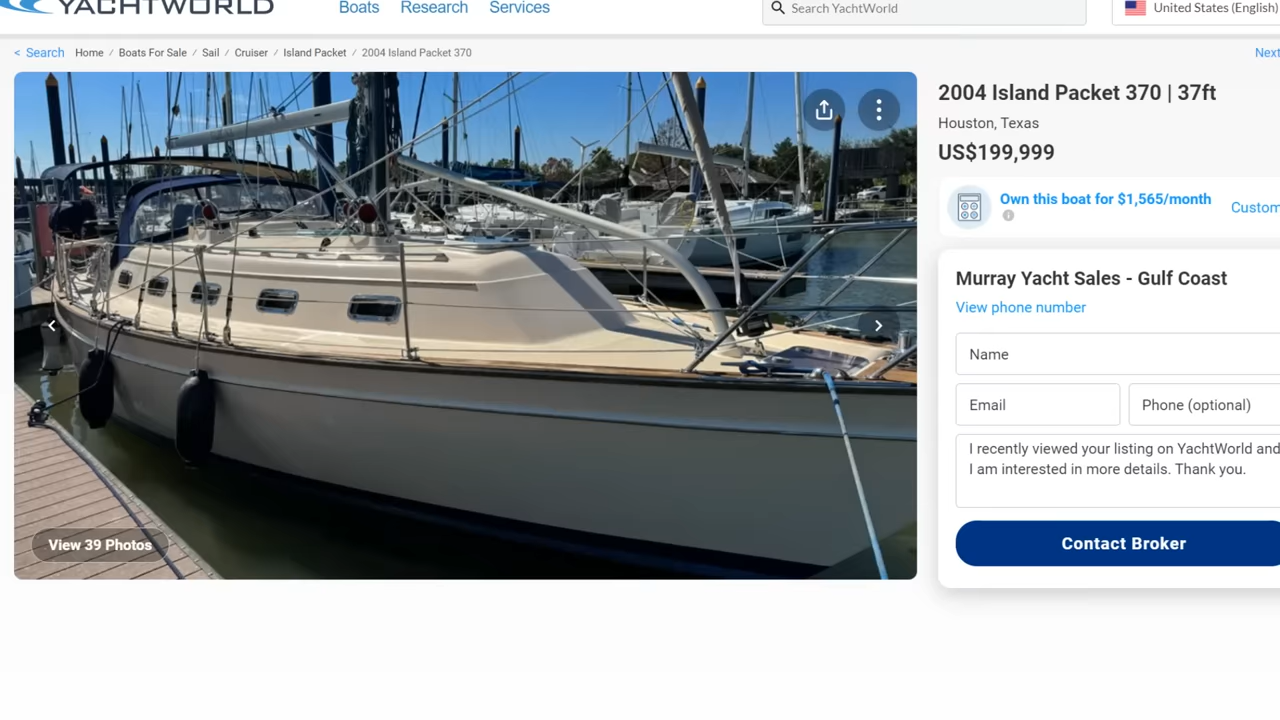 YACHTWORLD
Boats Research Services
Search YachtWorld
United States (English)
< Search Home / Boats For Sale / Sail / Cruiser / Island Packet / 2004 Island Packet 370
Next
View 39 Photos
2004 Island Packet 370 | 37ft
Houston, Texas
US$199,999
Own this boat for $1,565/month
Custom
Murray Yacht Sales - Gulf Coast
View phone number
Name
Email
Phone (optional)
I recently viewed your listing on YachtWorld and
I am interested in more details. Thank you.
Contact Broker